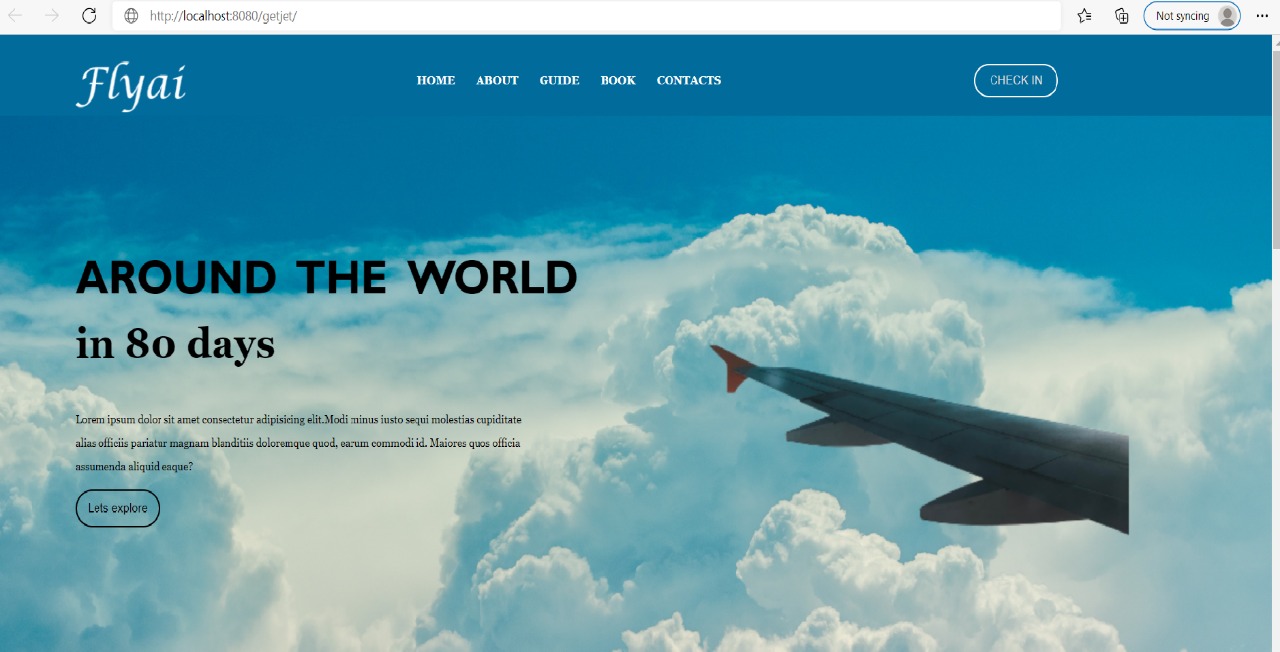 http://localhost:8080/getjet/
Not syncing
Flyai
HOME ABOUT GUIDE BOOK CONTACTS
CHECK IN
AROUND THE WORLD
in 80 days
Lorem ipsum dolor sit amet consectetur adipisicing elit.Modi minus iusto sequi molestias cupiditate
alias officiis pariatur magnam blanditiis doloremque quod, earum commodi id. Maiores quos officia
assumenda aliquid eaque?
Lets explore